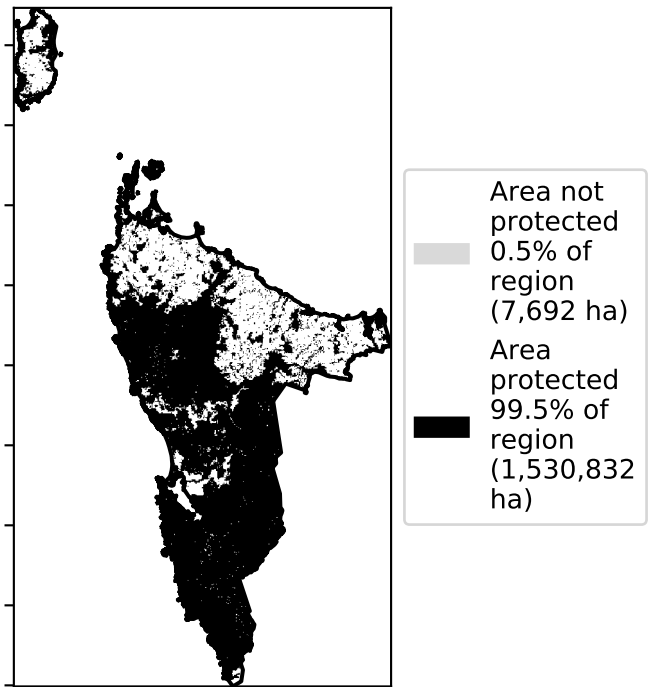 Area not
protected
0.5% of
region
(7,692 ha)
Area
protected
99.5% of
region
(1,530,832
ha)